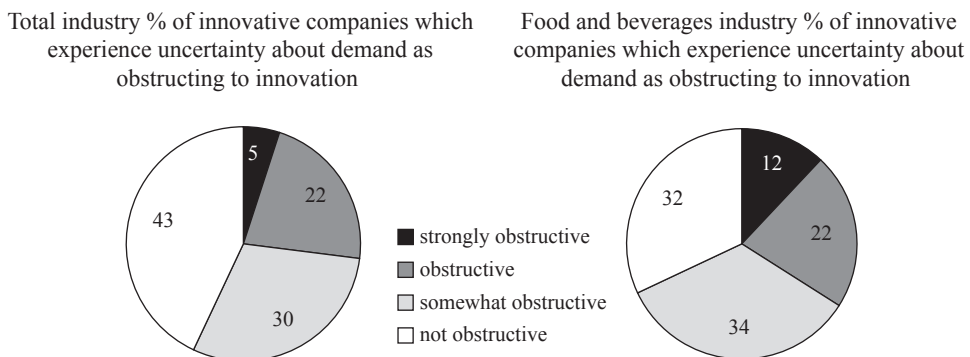 Total industry % of innovative companies which
experience uncertainty about demand as
obstructing to innovation
Food and beverages industry % of innovative
companies which experience uncertainty about
demand as obstructing to innovation
5
22
30
43
strongly obstructive
obstructive
somewhat obstructive
not obstructive
12
22
34
32